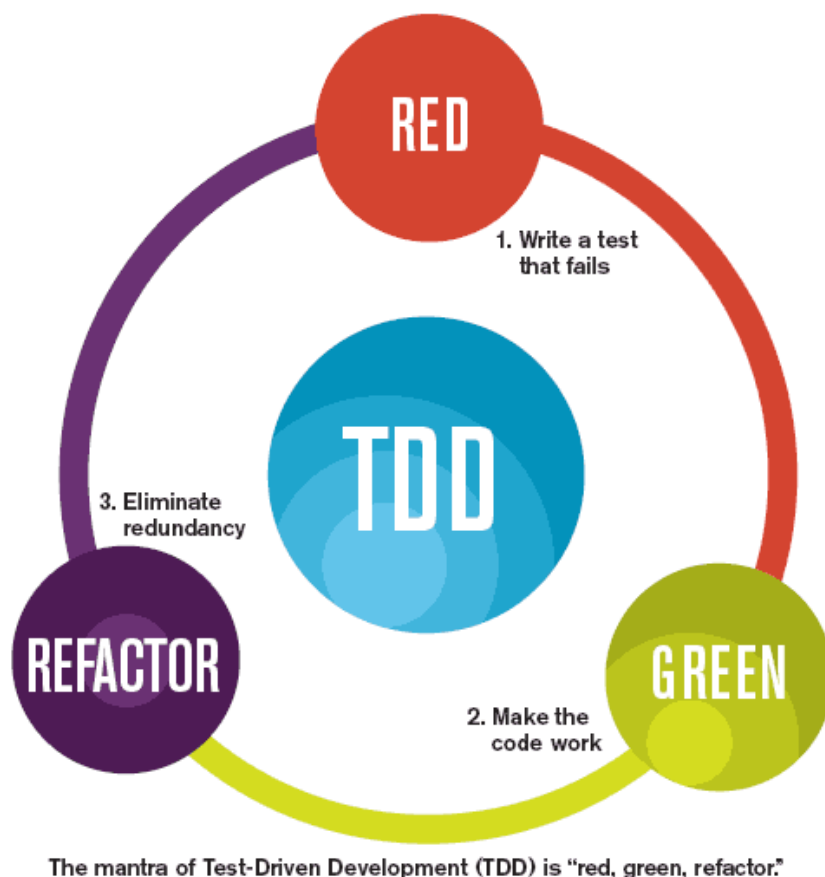 RED
1. Write a test
that fails
TDD
3. Eliminate
redundancy
REFACTOR
GREEN
2. Make the
code work
The mantra of Test-Driven Development (TDD) is “red, green, refactor.”